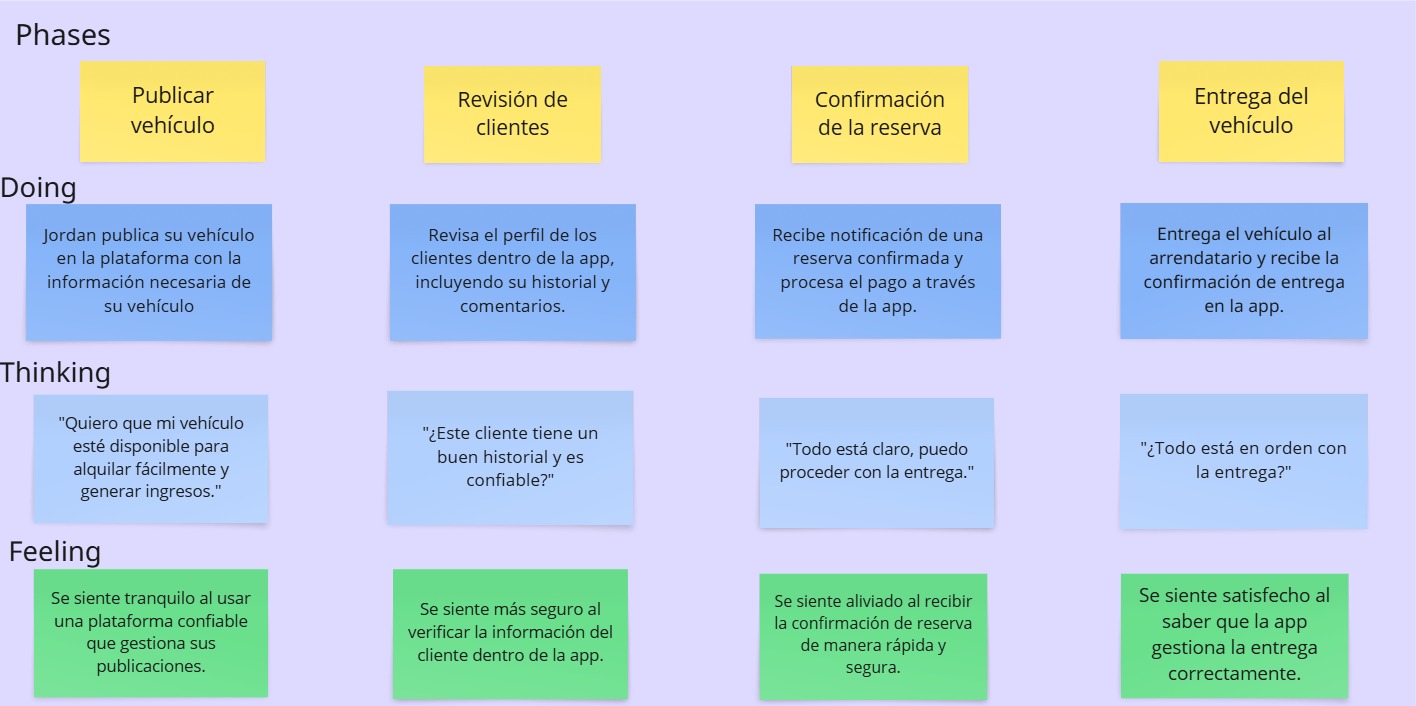 Phases
Publicar
vehículo
Revisión de
clientes
Confirmación
de la reserva
Entrega del
vehículo
Doing
Jordan publica su vehículo
en la plataforma con la
información necesaria de
su vehículo
Revisa el perfil de los
clientes dentro de la app,
incluyendo su historial y
comentarios.
Recibe notificación de una
reserva confirmada y
procesa el pago a través
de la app.
Entrega el vehículo al
arrendatario y recibe la
confirmación de entrega
en la app.
Thinking
"Quiero que mi vehículo
esté disponible para
alquilar fácilmente y
generar ingresos."
"¿Este cliente tiene un
buen historial y es
confiable?"
"Todo está claro, puedo
proceder con la entrega."
"¿Todo está en orden con
la entrega?"
Feeling
Se siente tranquilo al usar
una plataforma confiable
que gestiona sus
publicaciones.
Se siente más seguro al
verificar la información del
cliente dentro de la app.
Se siente aliviado al recibir
la confirmación de reserva
de manera rápida y
segura.
Se siente satisfecho al
saber que la app
gestiona la entrega
correctamente.